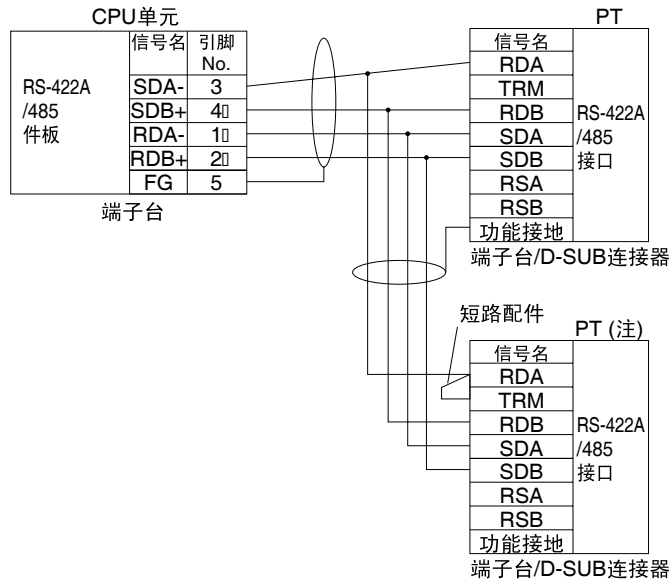 CPU单元
信号名 引脚 No.
RS-422A /485 件板
SDA- 3
SDB+ 4
RDA- 1
RDB+ 2
FG 5
端子台
PT
信号名
RDA
TRM
RDB
SDA
SDB
RSA
RSB
功能接地
RS-422A
/485
接口
端子台/D-SUB连接器
短路配件
PT (注)
信号名
RDA
TRM
RDB
SDA
SDB
RSA
RSB
功能接地
RS-422A
/485
接口
端子台/D-SUB连接器